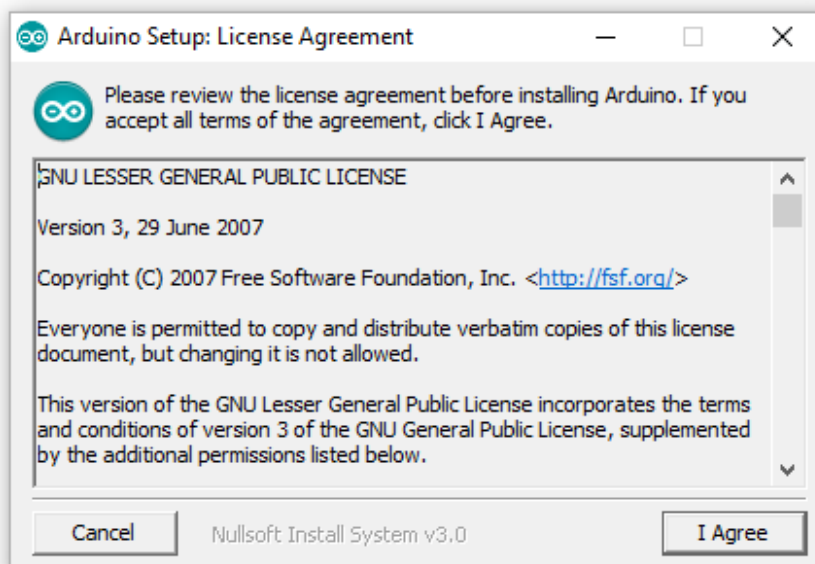 Arduino Setup: License Agreement
Please review the license agreement before installing Arduino. If you
accept all terms of the agreement, click I Agree.
GNU LESSER GENERAL PUBLIC LICENSE
Version 3, 29 June 2007
Copyright (C) 2007 Free Software Foundation, Inc. <http://fsf.org/>
Everyone is permitted to copy and distribute verbatim copies of this license
document, but changing it is not allowed.
This version of the GNU Lesser General Public License incorporates the terms
and conditions of version 3 of the GNU General Public License, supplemented
by the additional permissions listed below.
Cancel
Nullsoft Install System v3.0
I Agree